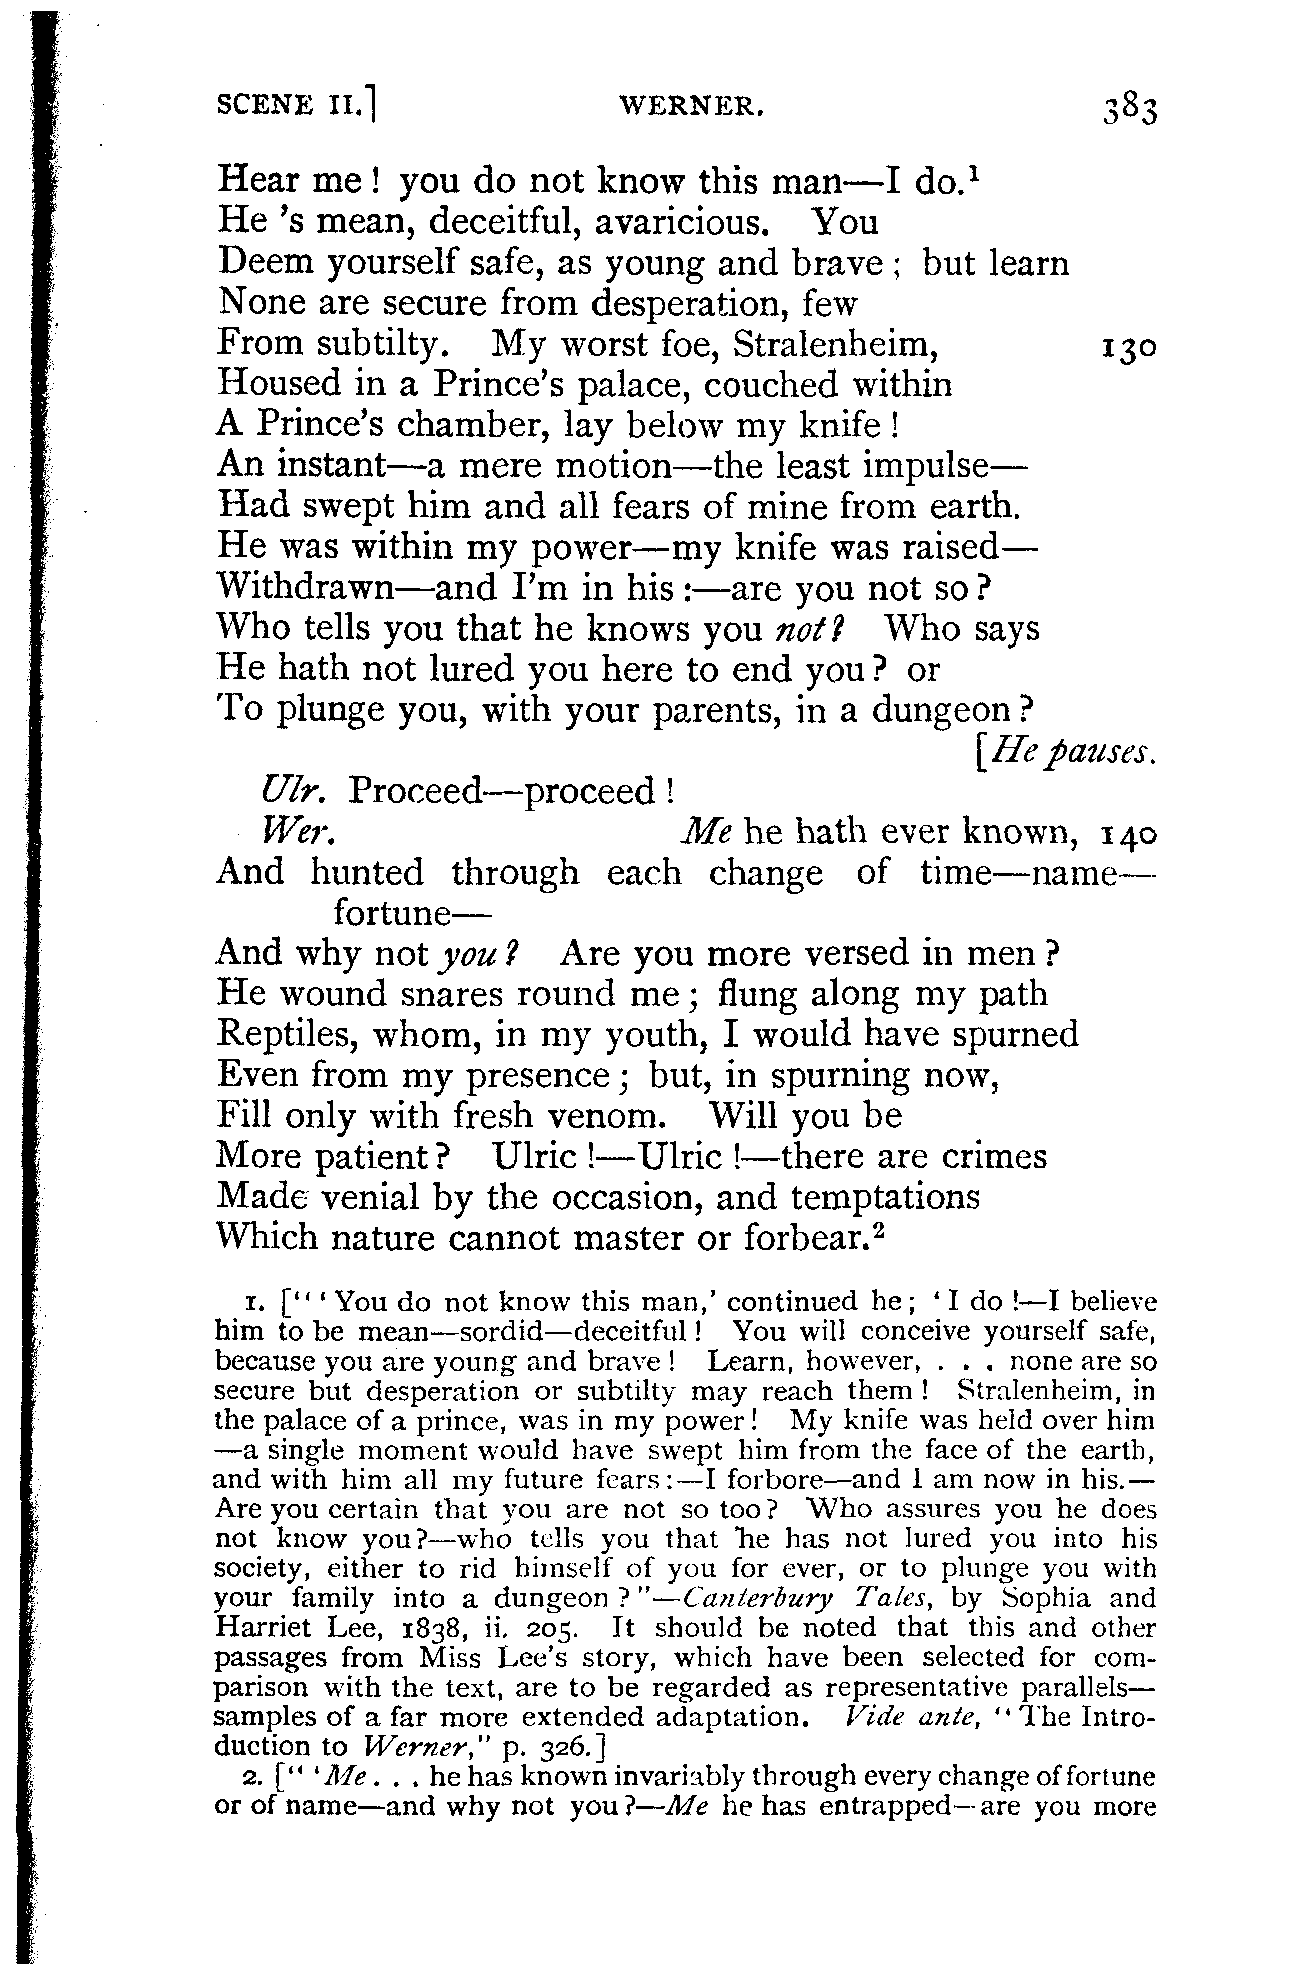 SCENE II.] WERNER. 383
Hear me! you do not know this man—I do.¹
He 's mean, deceitful, avaricious. You
Deem yourself safe, as young and brave; but learn
None are secure from desperation, few
From subtilty. My worst foe, Stralenheim, 130
Housed in a Prince's palace, couched within
A Prince's chamber, lay below my knife!
An instant—a mere motion—the least impulse—
Had swept him and all fears of mine from earth.
He was within my power—my knife was raised—
Withdrawn—and I'm in his:—are you not so?
Who tells you that he knows you not? Who says
He hath not lured you here to end you? or
To plunge you, with your parents, in a dungeon?
[He pauses.
Ulr. Proceed—proceed!
Wer. Me he hath ever known, 140
And hunted through each change of time—name—
fortune—
And why not you? Are you more versed in men?
He wound snares round me; flung along my path
Reptiles, whom, in my youth, I would have spurned
Even from my presence; but, in spurning now,
Fill only with fresh venom. Will you be
More patient? Ulric!—Ulric!—there are crimes
Made venial by the occasion, and temptations
Which nature cannot master or forbear.²
1. ["'You do not know this man,' continued he; 'I do!—I believe
him to be mean—sordid—deceitful! You will conceive yourself safe,
because you are young and brave! Learn, however, . . . none are so
secure but desperation or subtilty may reach them! Stralenheim, in
the palace of a prince, was in my power! My knife was held over him
—a single moment would have swept him from the face of the earth,
and with him all my future fears:—I forbore—and I am now in his.—
Are you certain that you are not so too? Who assures you he does
not know you?—who tells you that he has not lured you into his
society, either to rid himself of you for ever, or to plunge you with
your family into a dungeon?"—Canterbury Tales, by Sophia and
Harriet Lee, 1838, ii. 205. It should be noted that this and other
passages from Miss Lee's story, which have been selected for com-
parison with the text, are to be regarded as representative parallels—
samples of a far more extended adaptation. Vide ante, "The Intro-
duction to Werner," p. 326.]
2. ["'Me . . . he has known invariably through every change of fortune
or of name—and why not you?—Me he has entrapped—are you more